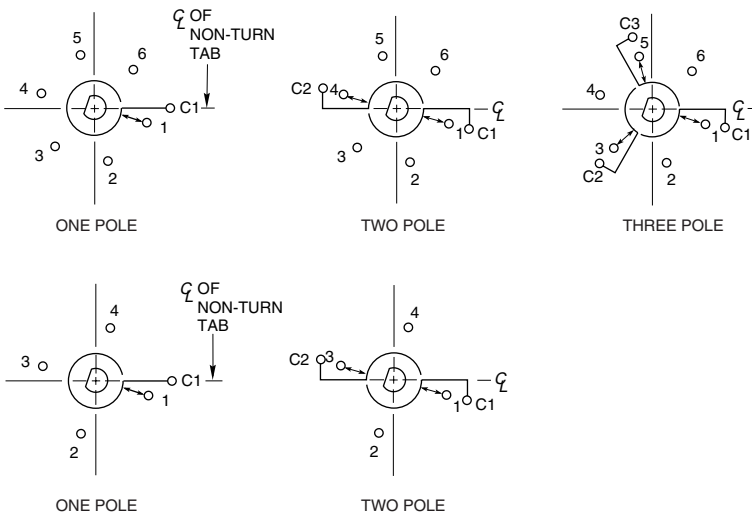 ℄ OF
NON-TURN
TAB
5
6
4
C1
1
3
2
ONE POLE
5
6
C2
4
℄
1
C1
3
2
TWO POLE
C3
5
6
4
℄
1
C1
3
C2
2
THREE POLE
℄ OF
NON-TURN
TAB
4
3
C1
1
2
ONE POLE
4
C2
3
℄
1
C1
2
TWO POLE